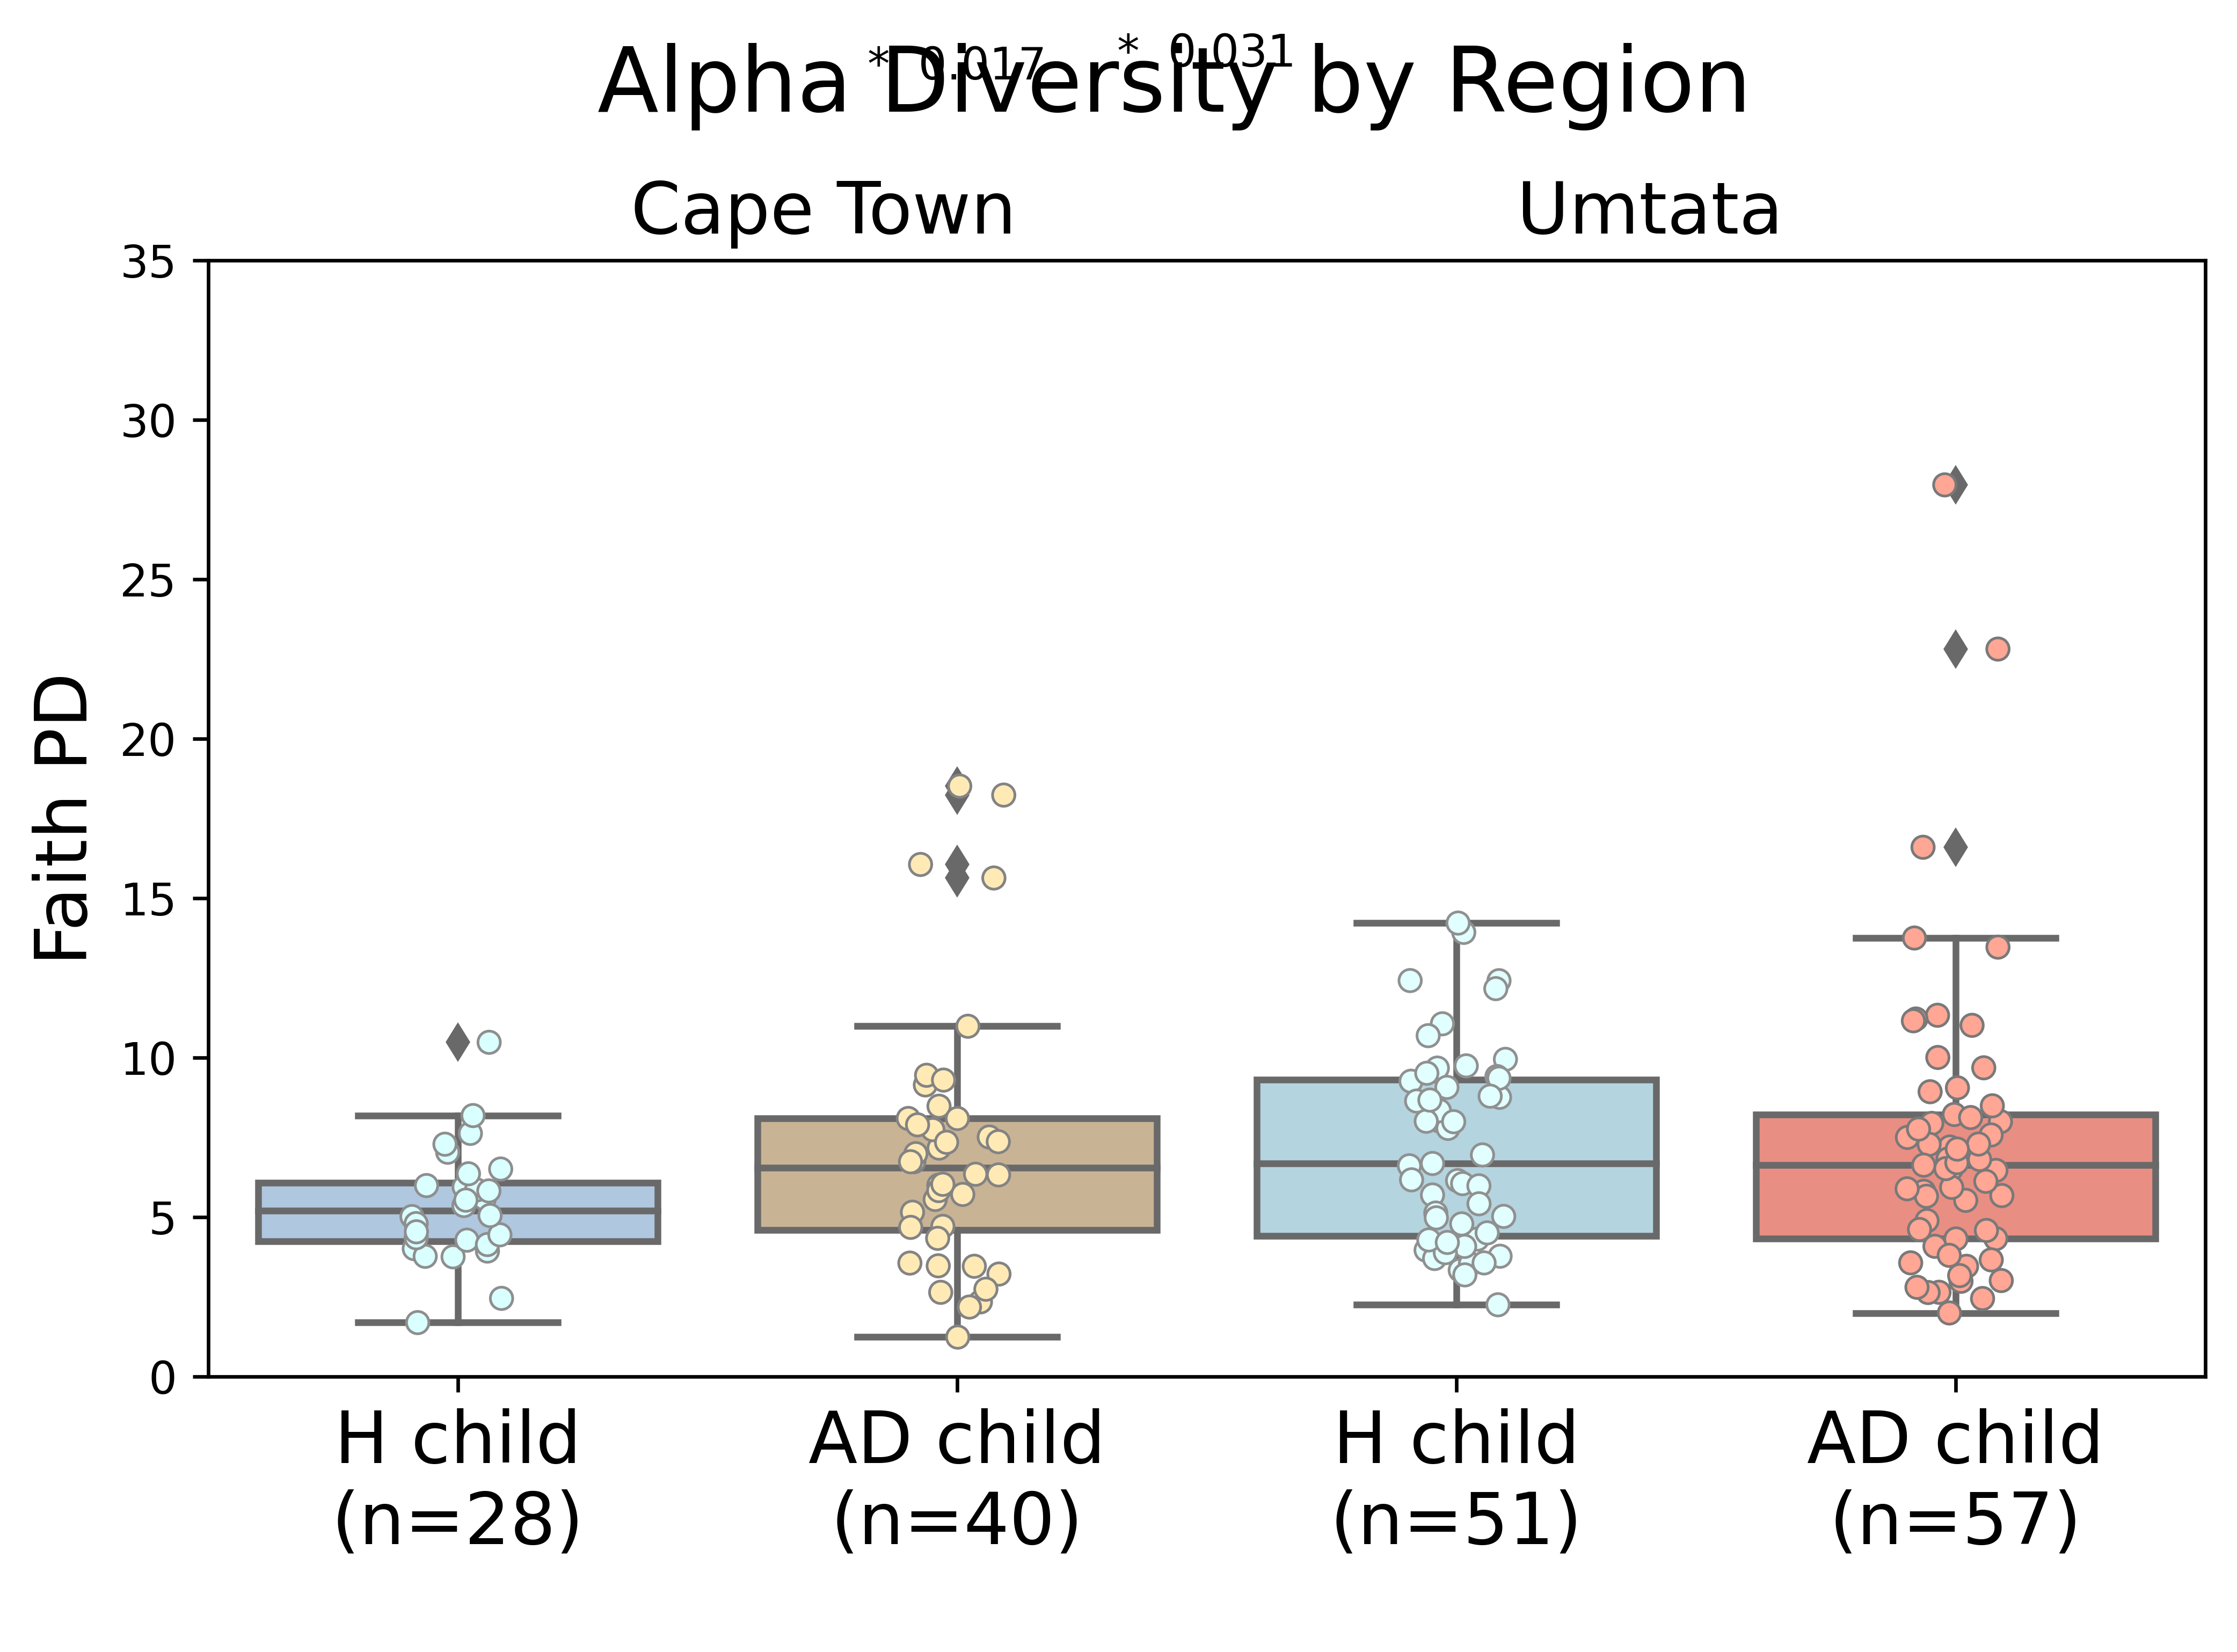 * 0.031
* 0.017
Alpha Diversity by Region
Cape Town Umtata
35
30
25
20
15
10
5
0
Faith PD
H child AD child H child AD child
(n=28) (n=40) (n=51) (n=57)